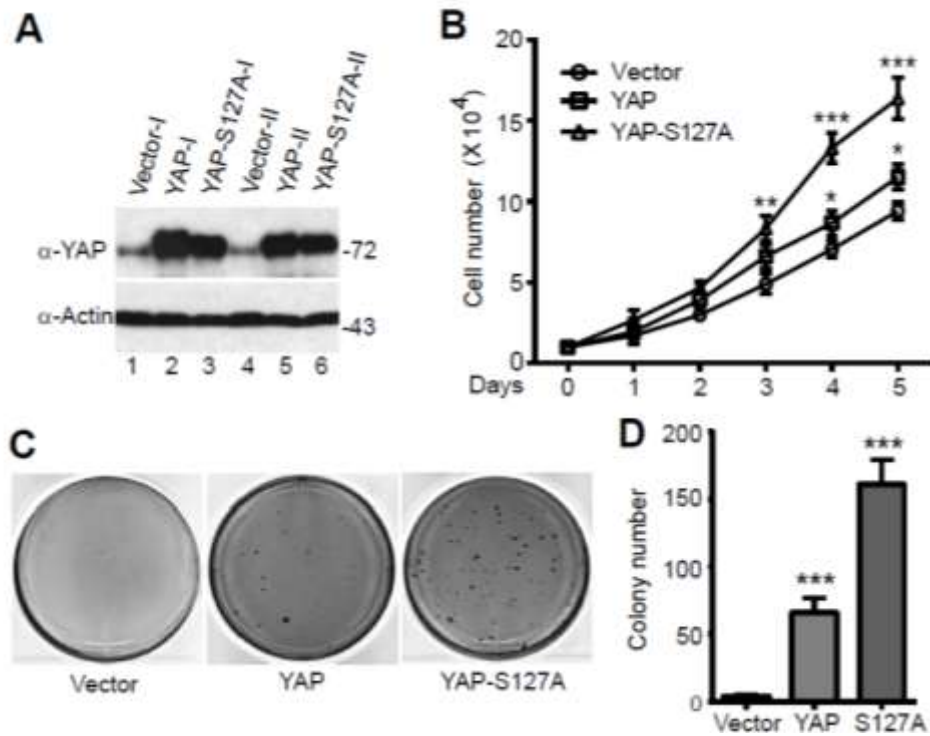 A
Vector-I
YAP-I
YAP-S127A-I
Vector-II
YAP-II
YAP-S127A-II
α-YAP
-72
α-Actin
-43
1 2 3 4 5 6
B
Cell number (X 10⁴)
20
15
10
5
0
Vector
YAP
YAP-S127A
***
***
**
*
*
Days 0 1 2 3 4 5
C
Vector YAP YAP-S127A
D
Colony number
200
150
100
50
0
***
***
Vector YAP S127A